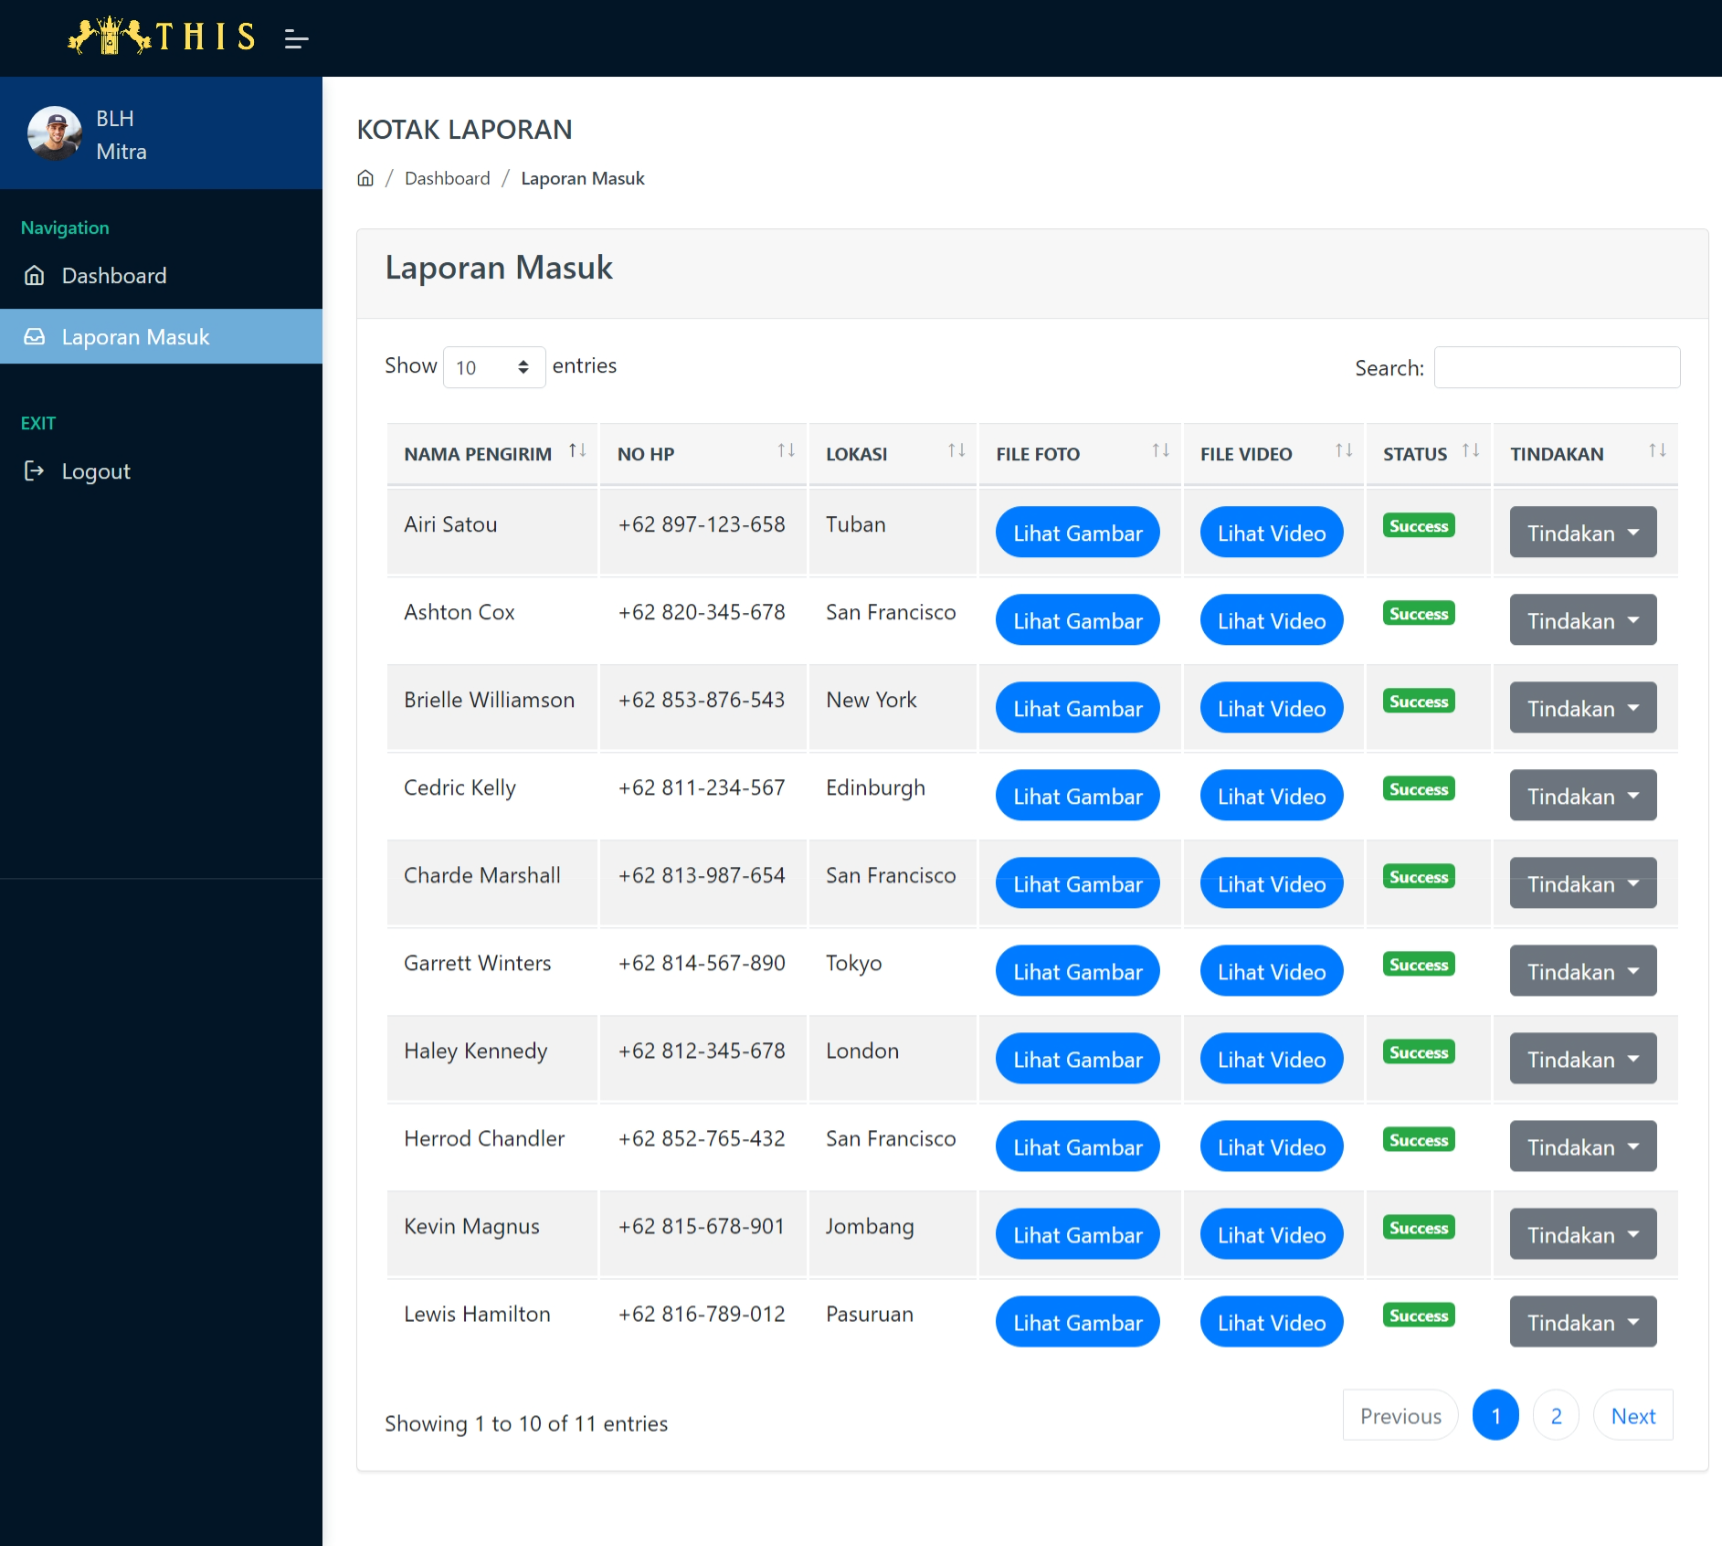 THIS
BLH
Mitra
Navigation
Dashboard
Laporan Masuk
EXIT
Logout
KOTAK LAPORAN
/ Dashboard / Laporan Masuk
Laporan Masuk
Show 10 entries
Search:
NAMA PENGIRIM NO HP LOKASI FILE FOTO FILE VIDEO STATUS TINDAKAN
Airi Satou +62 897-123-658 Tuban Lihat Gambar Lihat Video Success Tindakan
Ashton Cox +62 820-345-678 San Francisco Lihat Gambar Lihat Video Success Tindakan
Brielle Williamson +62 853-876-543 New York Lihat Gambar Lihat Video Success Tindakan
Cedric Kelly +62 811-234-567 Edinburgh Lihat Gambar Lihat Video Success Tindakan
Charde Marshall +62 813-987-654 San Francisco Lihat Gambar Lihat Video Success Tindakan
Garrett Winters +62 814-567-890 Tokyo Lihat Gambar Lihat Video Success Tindakan
Haley Kennedy +62 812-345-678 London Lihat Gambar Lihat Video Success Tindakan
Herrod Chandler +62 852-765-432 San Francisco Lihat Gambar Lihat Video Success Tindakan
Kevin Magnus +62 815-678-901 Jombang Lihat Gambar Lihat Video Success Tindakan
Lewis Hamilton +62 816-789-012 Pasuruan Lihat Gambar Lihat Video Success Tindakan
Showing 1 to 10 of 11 entries
Previous 1 2 Next